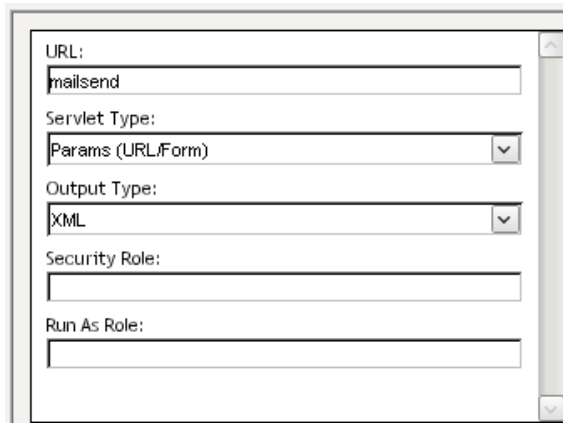 URL:
mailsend
Servlet Type:
Params (URL/Form)
Output Type:
XML
Security Role:
Run As Role: